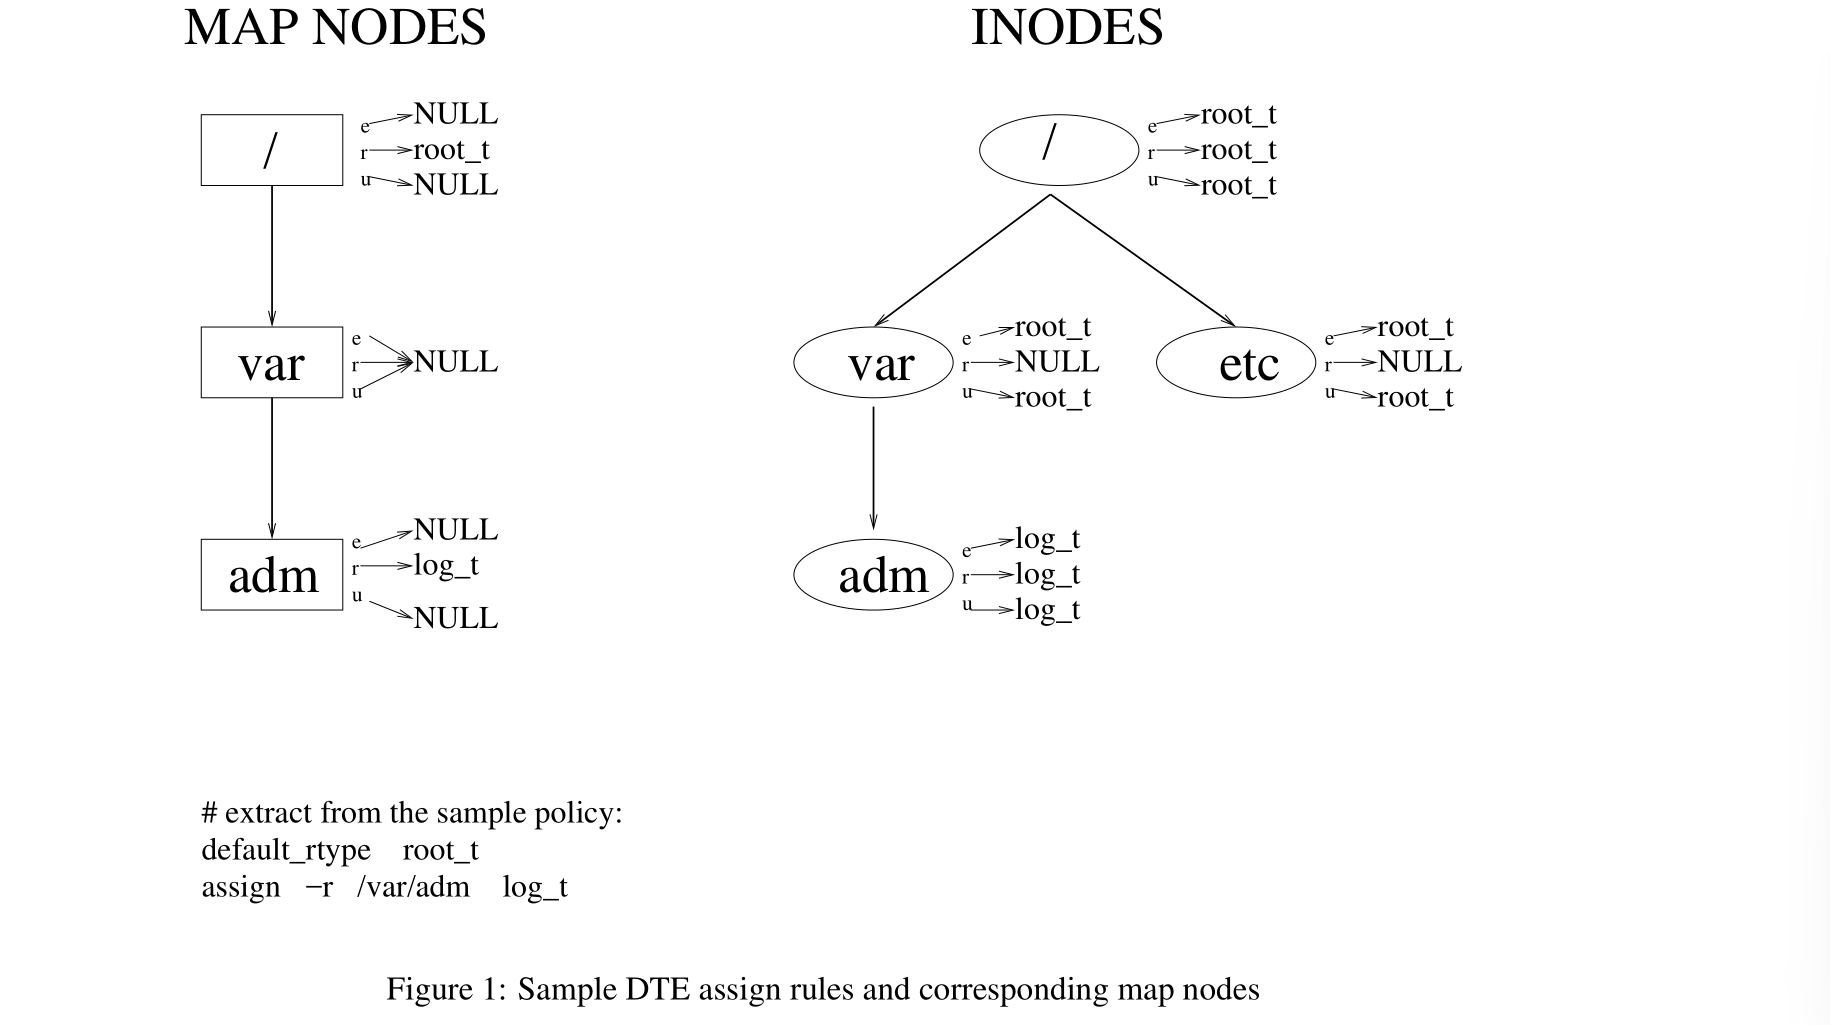 MAP NODES
INODES
/
e NULL
r root_t
u NULL
/
e root_t
r root_t
u root_t
var
e
r NULL
u
var
e root_t
r NULL
u root_t
etc
e root_t
r NULL
u root_t
adm
e NULL
r log_t
u NULL
adm
e log_t
r log_t
u log_t
# extract from the sample policy:
default_rtype root_t
assign −r /var/adm log_t
Figure 1: Sample DTE assign rules and corresponding map nodes